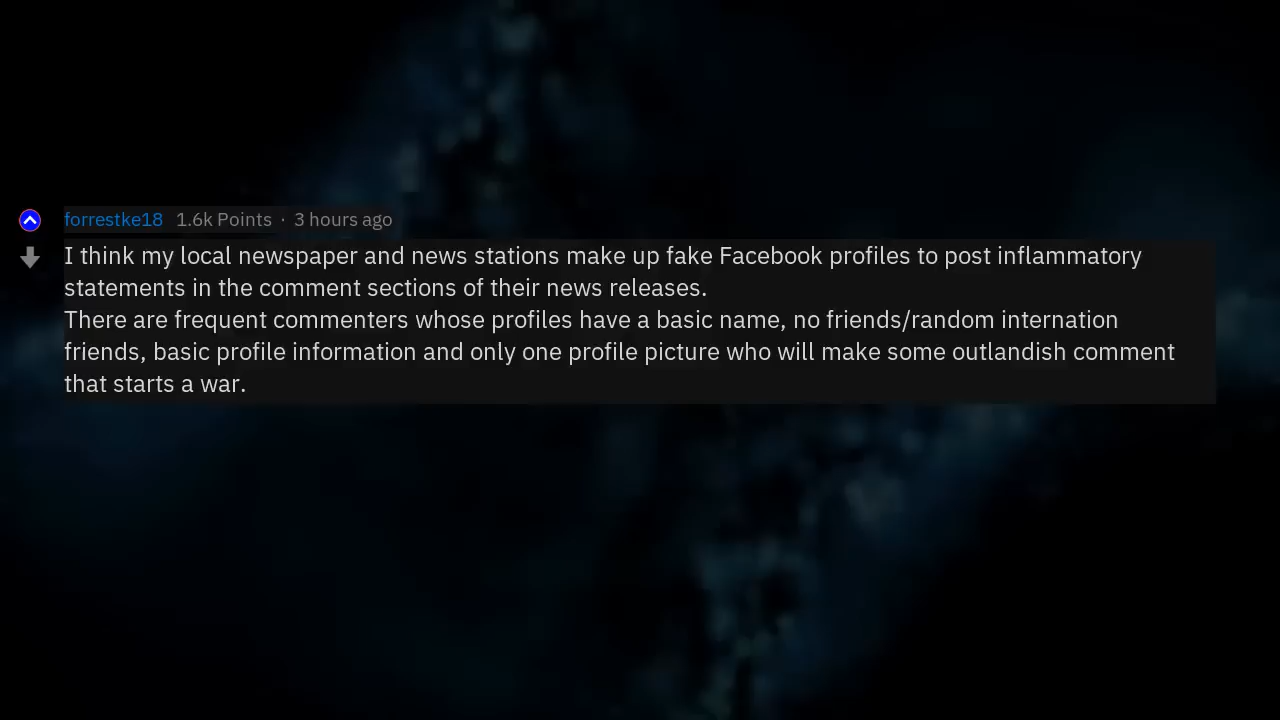 forrestke18 1.6k Points · 3 hours ago
I think my local newspaper and news stations make up fake Facebook profiles to post inflammatory
statements in the comment sections of their news releases.
There are frequent commenters whose profiles have a basic name, no friends/random internation
friends, basic profile information and only one profile picture who will make some outlandish comment
that starts a war.